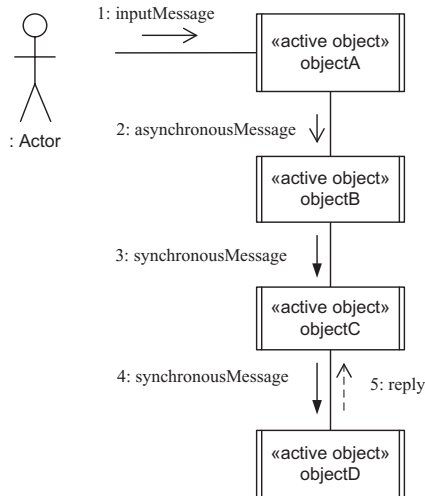 1: inputMessage
«active object»
objectA
: Actor
2: asynchronousMessage
«active object»
objectB
3: synchronousMessage
«active object»
objectC
4: synchronousMessage
5: reply
«active object»
objectD